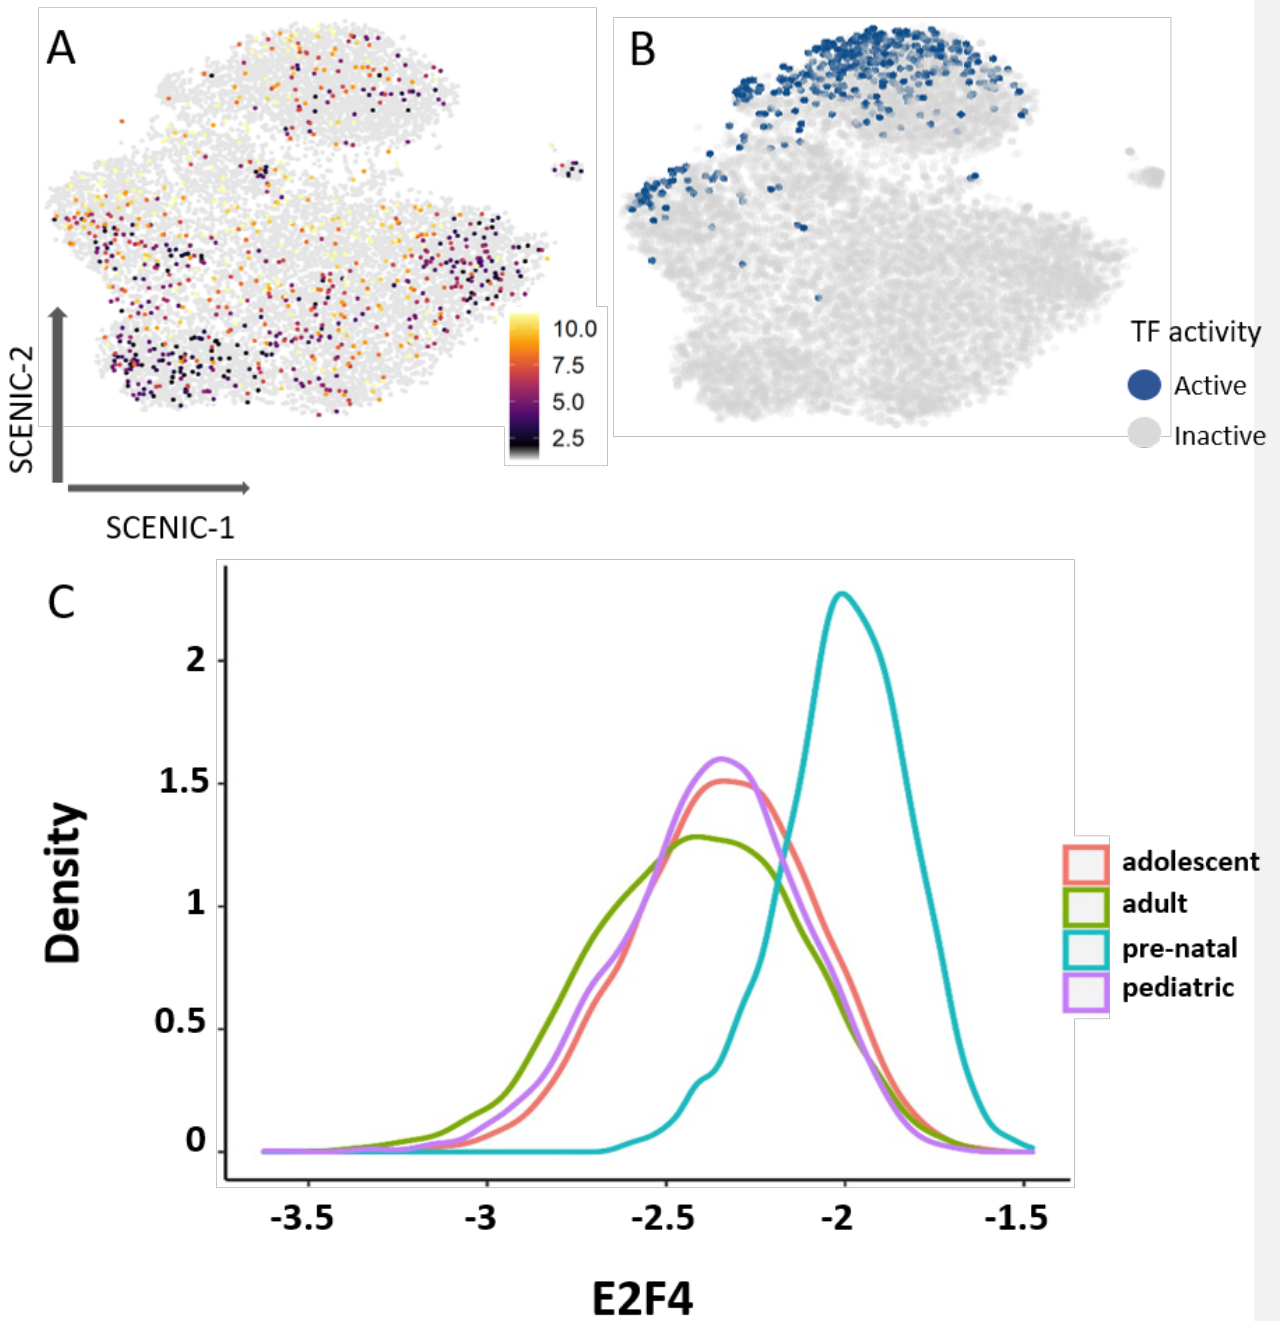 A
B
10.0
7.5
5.0
2.5
SCENIC-2
SCENIC-1
TF activity
Active
Inactive
C
2
1.5
1
0.5
0
Density
-3.5
-3
-2.5
-2
-1.5
E2F4
adolescent
adult
pre-natal
pediatric